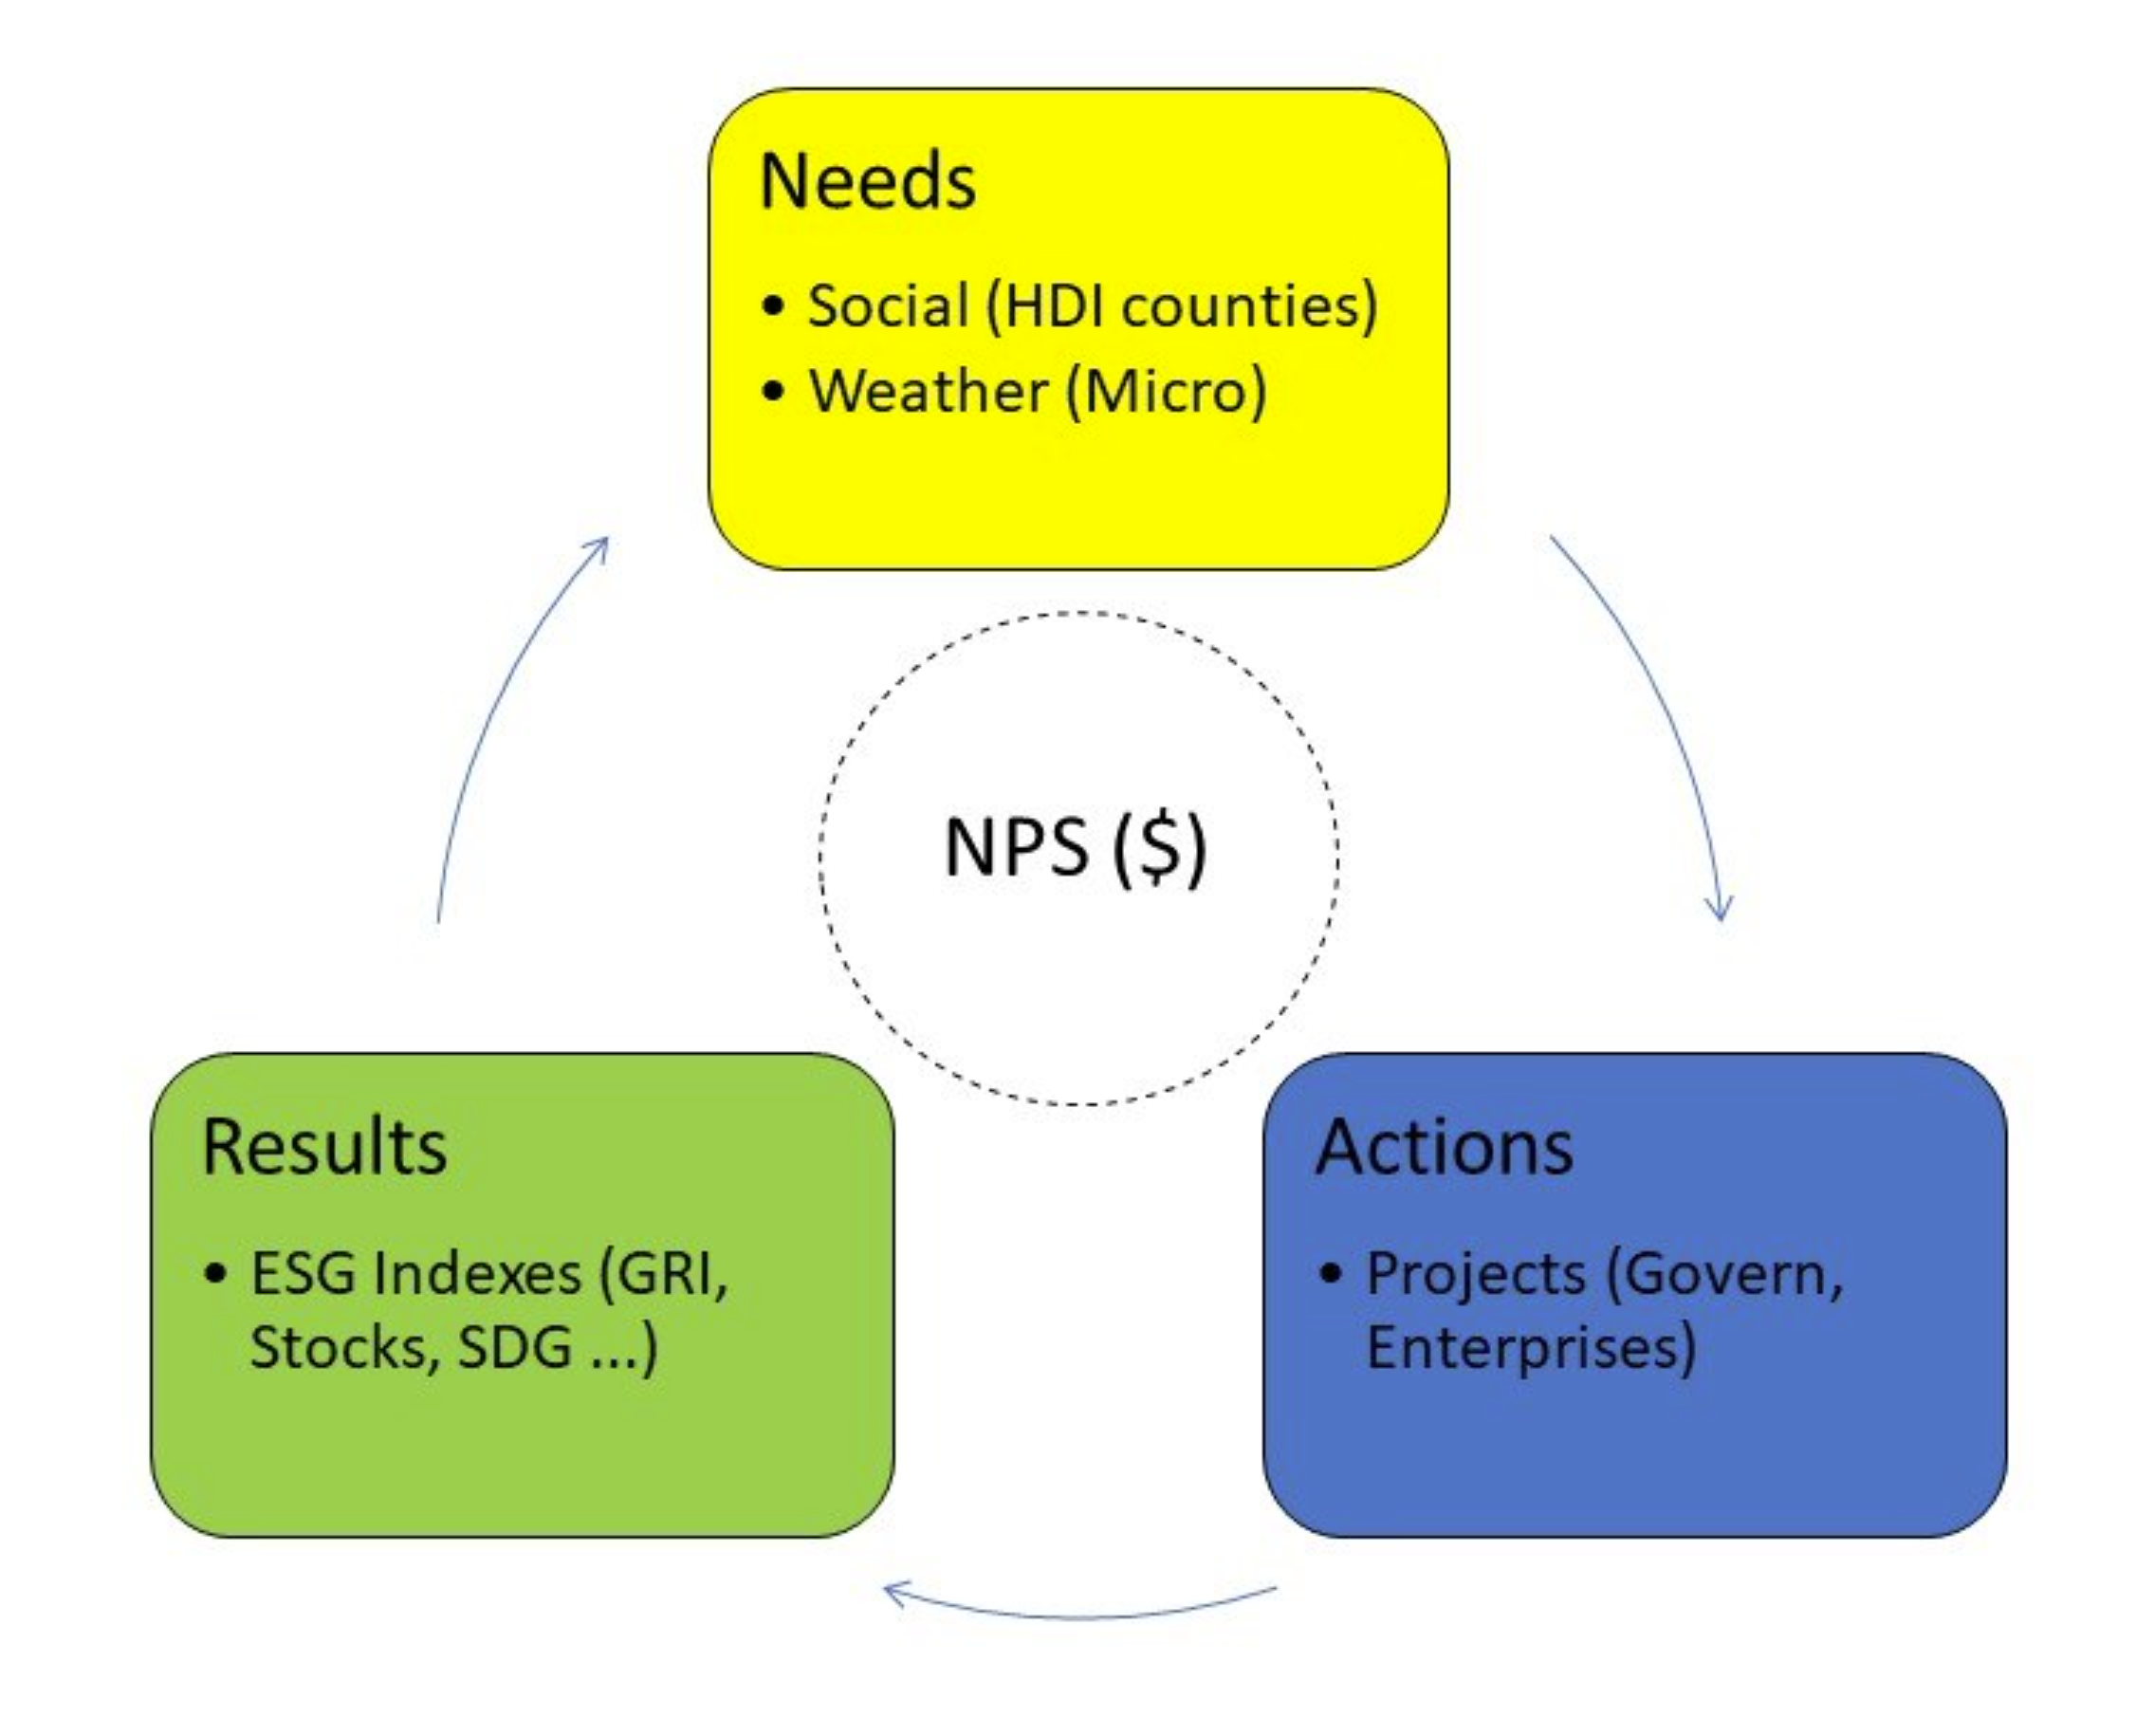 Needs
• Social (HDI counties)
• Weather (Micro)
NPS ($)
Results
• ESG Indexes (GRI,
Stocks, SDG ...)
Actions
• Projects (Govern,
Enterprises)